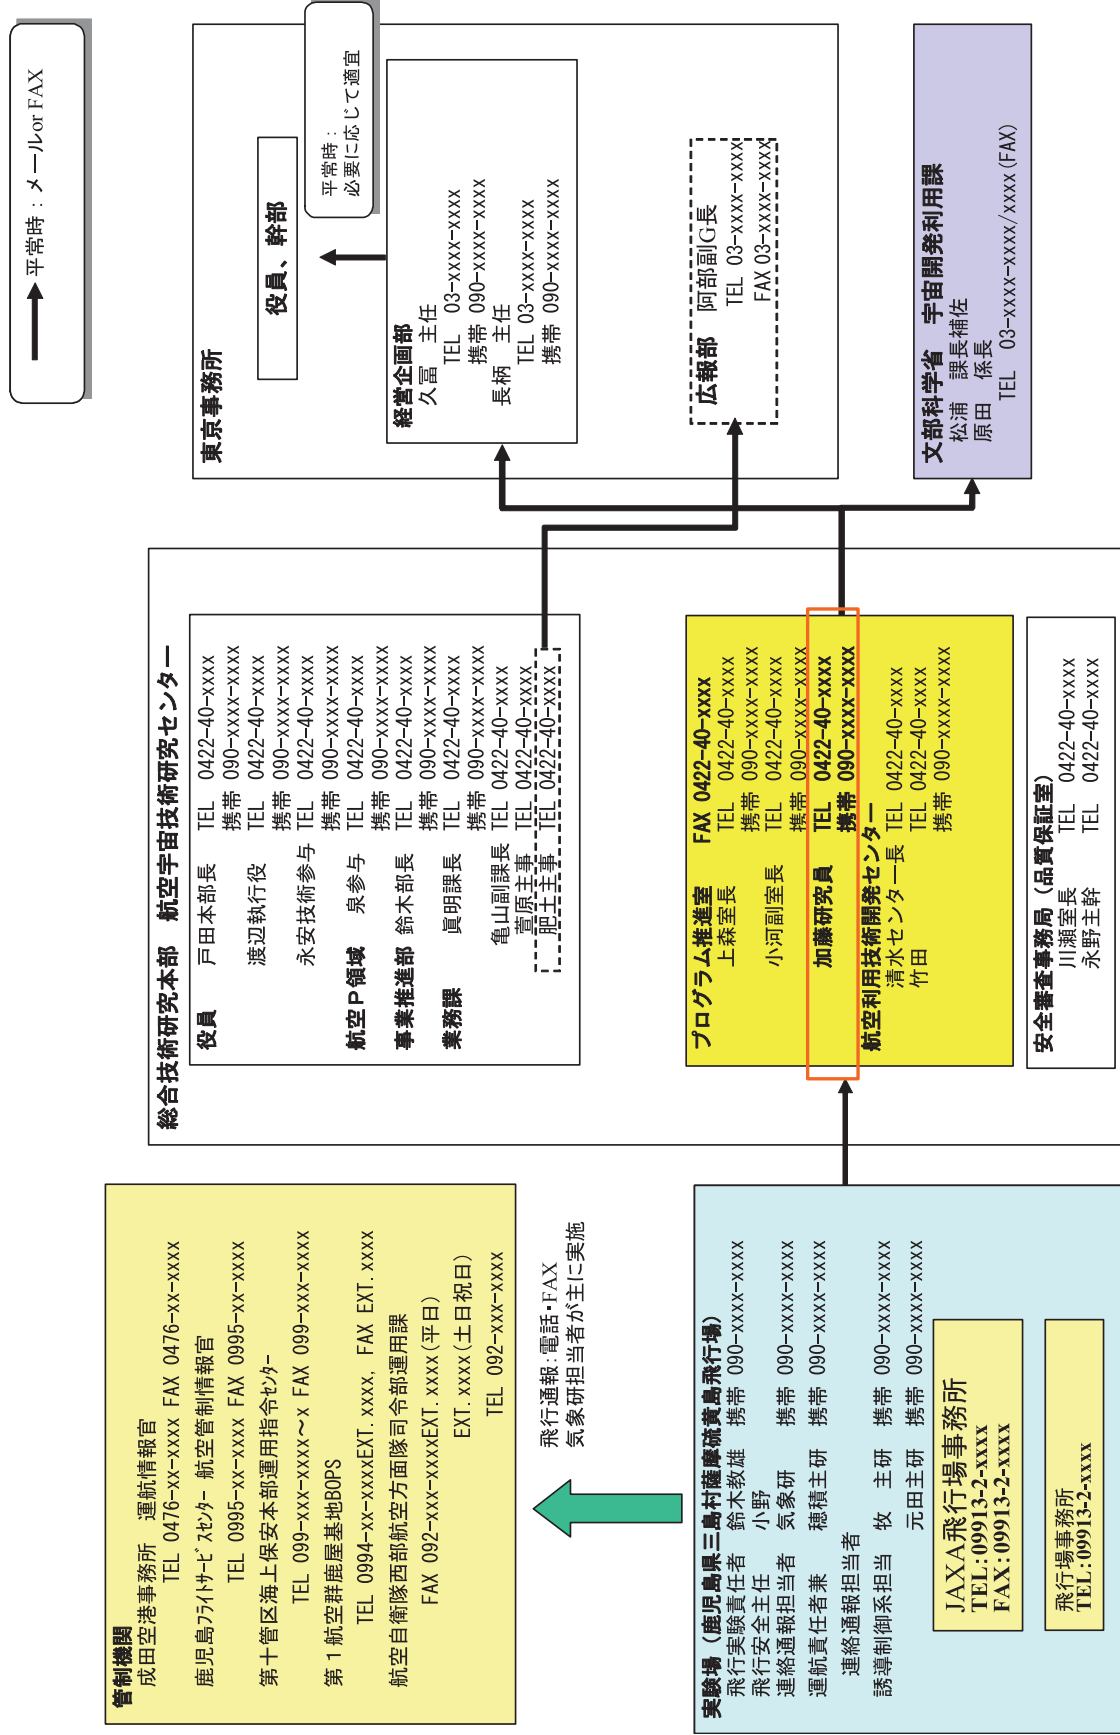 平常時：メールor FAX
管制機関
成田空港事務所　運航情報官
TEL 0476-xx-xxxx FAX 0476-xx-xxxx
鹿児島フライトサービスセンター 航空管制情報官
TEL 0995-xx-xxxx FAX 0995-xx-xxxx
第十管区海上保安本部運用指令センター
TEL 099-xxx-xxxx～x FAX 099-xxx-xxxx
第１航空群鹿屋基地BOPS
TEL 0994-xx-xxxxEXT. xxxx, FAX EXT. xxxx
航空自衛隊西部航空方面隊司令部運用課
FAX 092-xxx-xxxxEXT. xxxx(平日)
EXT. xxxx(土日祝日)
TEL 092-xxx-xxxx
飛行通報：電話・FAX
気象研担当者が主に実施
実験場（鹿児島県三島村薩摩硫黄島飛行場）
飛行実験責任者　鈴木教雄　携帯 090-xxxx-xxxx
飛行安全主任　小野
連絡通報担当者　気象研　携帯 090-xxxx-xxxx
運航責任者兼　穂積主研　携帯 090-xxxx-xxxx
連絡通報担当者
誘導制御系担当　牧　主研　携帯 090-xxxx-xxxx
元田主研　携帯 090-xxxx-xxxx
JAXA飛行場事務所
TEL:09913-2-xxxx
FAX:09913-2-xxxx
飛行場事務所
TEL:09913-2-xxxx
総合技術研究本部　航空宇宙技術研究センター
役員　戸田本部長　TEL 0422-40-xxxx
携帯 090-xxxx-xxxx
渡辺執行役　TEL 0422-40-xxxx
携帯 090-xxxx-xxxx
永安技術参与　TEL 0422-40-xxxx
携帯 090-xxxx-xxxx
航空Ｐ領域　泉参与　TEL 0422-40-xxxx
携帯 090-xxxx-xxxx
事業推進部　鈴木部長　TEL 0422-40-xxxx
携帯 090-xxxx-xxxx
業務課　眞明課長　TEL 0422-40-xxxx
携帯 090-xxxx-xxxx
亀山副課長　TEL 0422-40-xxxx
萱原主事　TEL 0422-40-xxxx
肥土主事　TEL 0422-40-xxxx
プログラム推進室　FAX 0422-40-xxxx
上森室長　TEL 0422-40-xxxx
携帯 090-xxxx-xxxx
小河副室長　TEL 0422-40-xxxx
携帯 090-xxxx-xxxx
加藤研究員　TEL 0422-40-xxxx
携帯 090-xxxx-xxxx
航空利用技術開発センター
清水センター長　TEL 0422-40-xxxx
竹田　TEL 0422-40-xxxx
携帯 090-xxxx-xxxx
安全審査事務局（品質保証室）
川瀬室長　TEL 0422-40-xxxx
永野主幹　TEL 0422-40-xxxx
東京事務所
役員、幹部
平常時：
必要に応じて適宜
経営企画部
久冨　主任
TEL 03-xxxx-xxxx
携帯 090-xxxx-xxxx
長柄　主任
TEL 03-xxxx-xxxx
携帯 090-xxxx-xxxx
広報部　阿部副G長
TEL 03-xxxx-xxxx
FAX 03-xxxx-xxxx
文部科学省　宇宙開発利用課
松浦　課長補佐
原田　係長
TEL 03-xxxx-xxxx/xxxx(FAX)